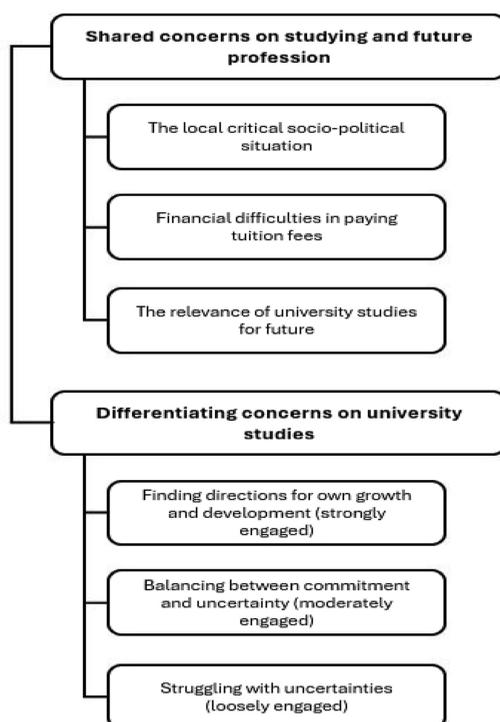 Shared concerns on studying and future
profession
The local critical socio-political
situation
Financial difficulties in paying
tuition fees
The relevance of university studies
for future
Differentiating concerns on university
studies
Finding directions for own growth
and development (strongly
engaged)
Balancing between commitment
and uncertainty (moderately
engaged)
Struggling with uncertainties
(loosely engaged)